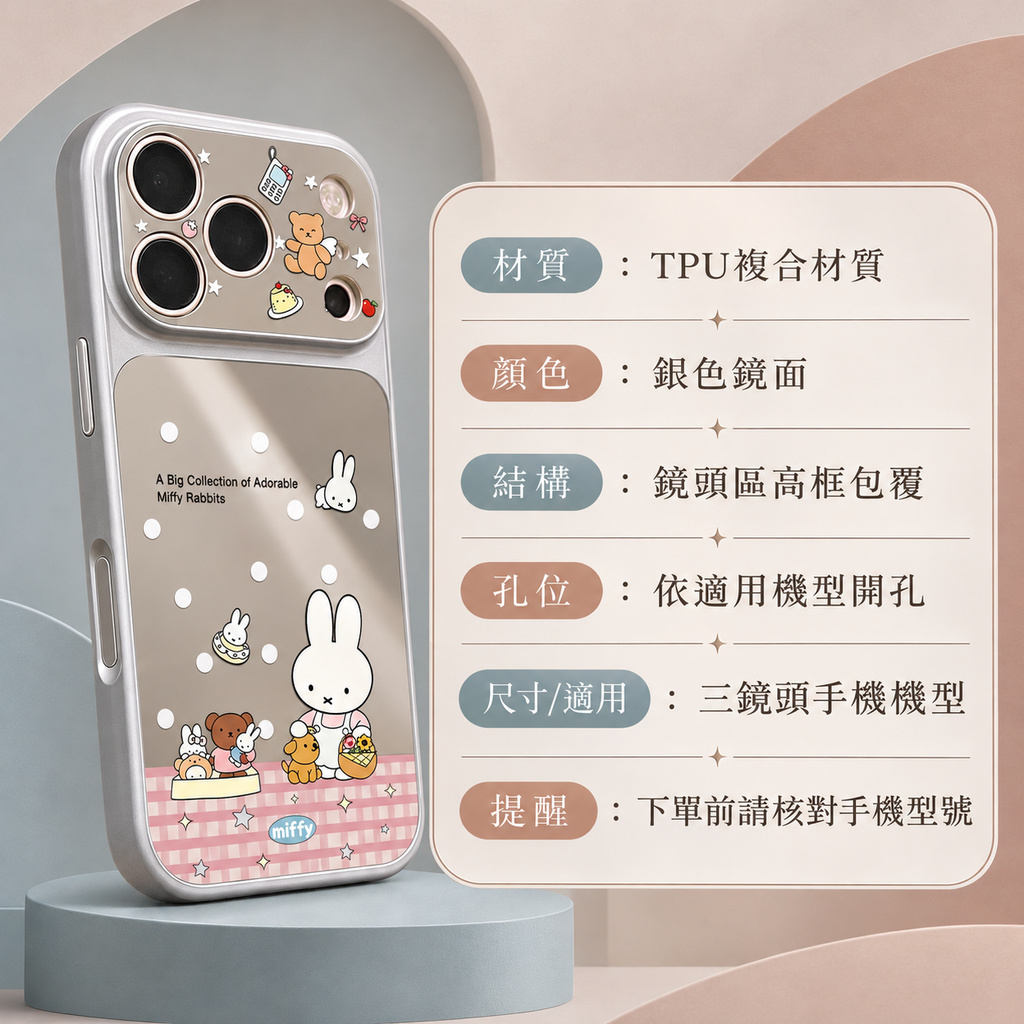 A Big Collection of Adorable
Miffy Rabbits
miffy
材質：TPU複合材質
顏色：銀色鏡面
結構：鏡頭區高框包覆
孔位：依適用機型開孔
尺寸/適用：三鏡頭手機機型
提醒：下單前請核對手機型號